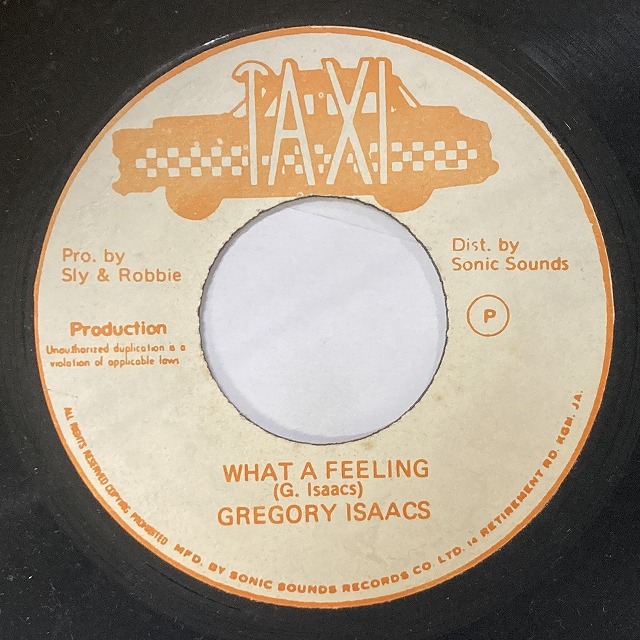 TAXI
Pro. by
Sly & Robbie
Dist. by
Sonic Sounds
P
Production
Unauthorized duplication is a
violation of applicable laws
WHAT A FEELING
(G. Isaacs)
GREGORY ISAACS
ALL RIGHTS RESERVED COPYING PROHIBITED MFD. BY SONIC SOUNDS RECORDS CO LTD. 14 RETIREMENT RD. KGN. JA.